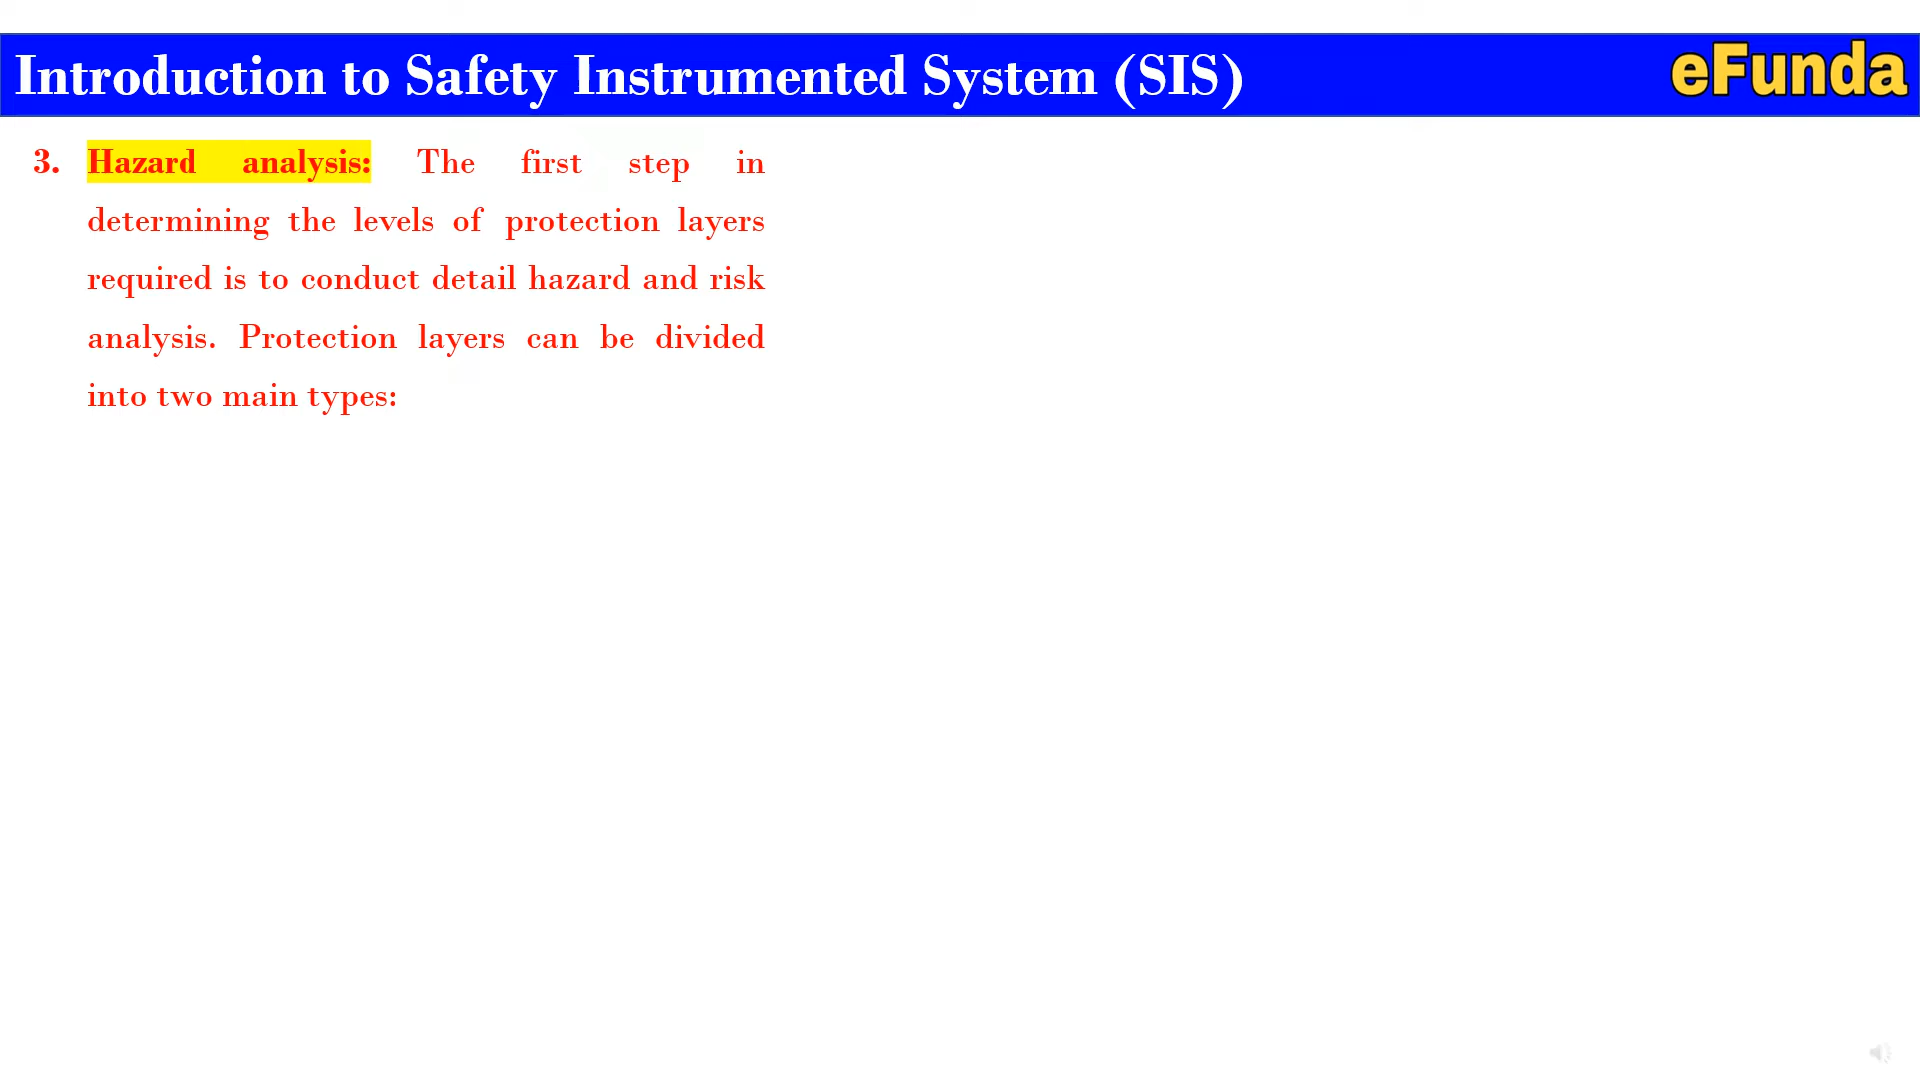 Introduction to Safety Instrumented System (SIS)
eFunda
3. Hazard analysis: The first step in
determining the levels of protection layers
required is to conduct detail hazard and risk
analysis. Protection layers can be divided
into two main types: